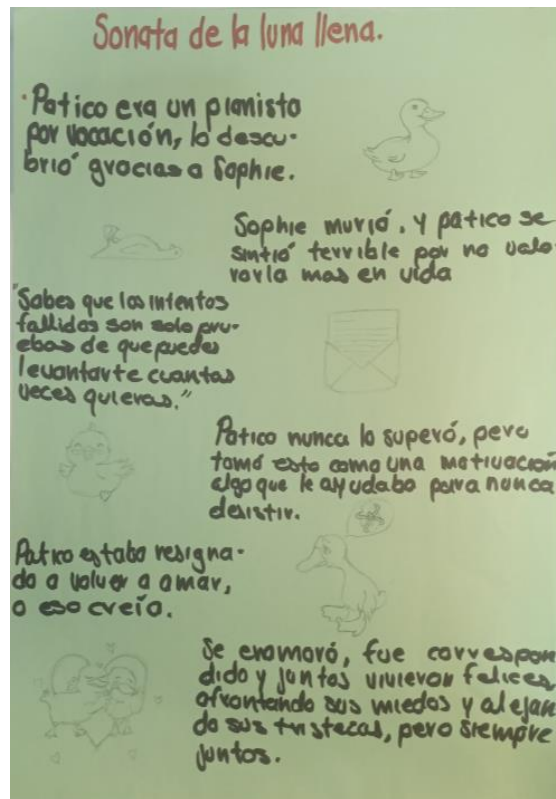 Sonata de la luna llena.
Patico era un pianista
por vocación, lo descu-
brió gracias a Sophie.
Sophie murió, y patico se
sintió terrible por no valo
rarla mas en vida
"Sabes que los intentos
fallidos son solo pru-
ebas de que puedes
levantarte cuantas
veces quieras."
Patico nunca lo superó, pero
tomó esto como una motivación
algo que le ayudaba para nunca
desistir.
Patico estaba resigna-
do a volver a amar,
o eso creía.
Se enamoró, fue correspon
dido y juntos vivieron felices
afrontando sus miedos y alejan
do sus tristezas, pero siempre
juntos.